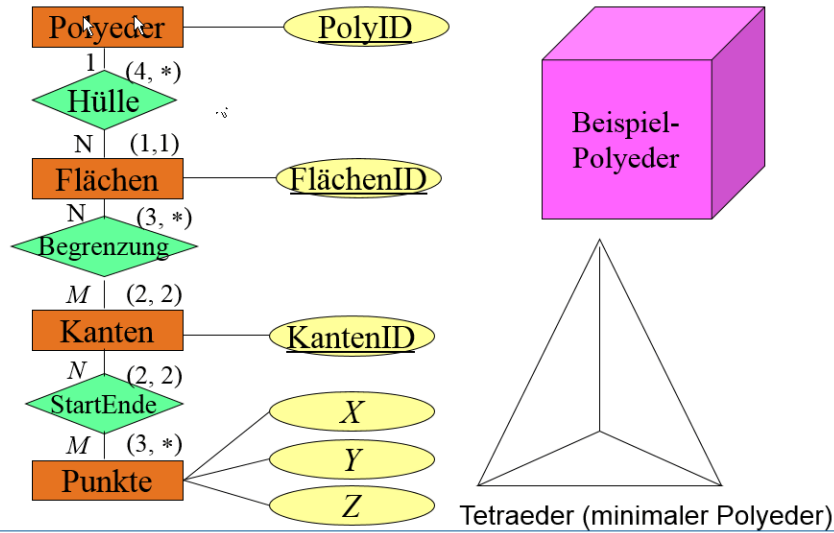 Polyeder
PolyID
1
(4, *)
Hülle
N
(1,1)
Flächen
FlächenID
N
(3, *)
Begrenzung
M
(2, 2)
Kanten
KantenID
N
(2, 2)
StartEnde
M
(3, *)
Punkte
X
Y
Z
Beispiel-
Polyeder
Tetraeder (minimaler Polyeder)